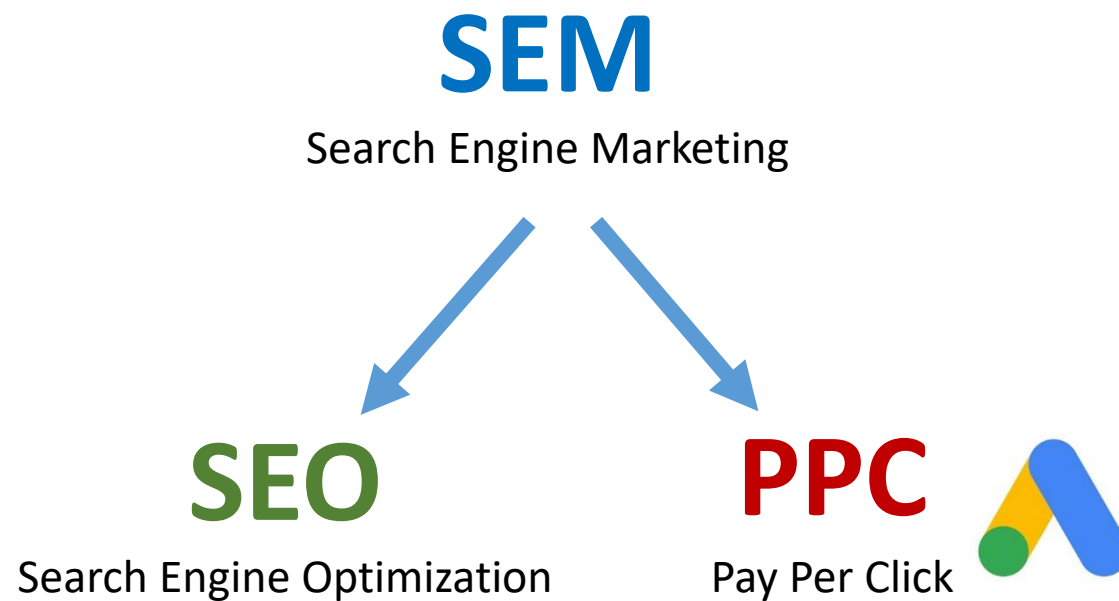 SEM
Search Engine Marketing
SEO
Search Engine Optimization
PPC
Pay Per Click